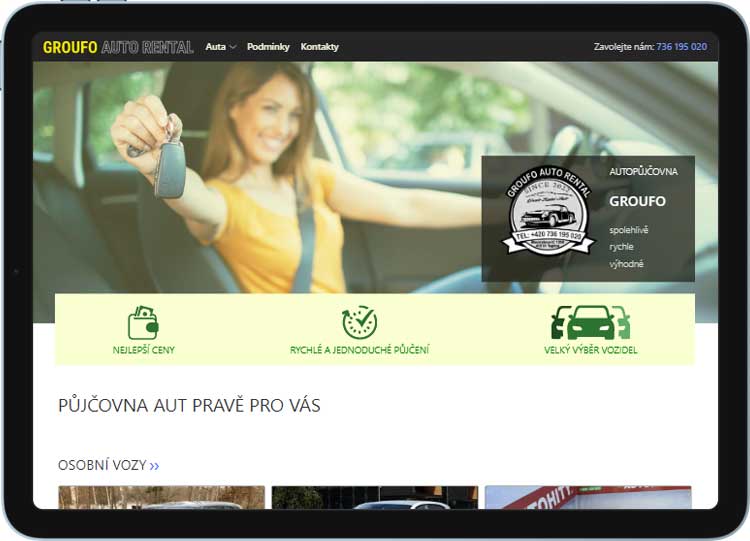 GROUFO AUTO RENTAL Auta Podmínky Kontakty Zavolejte nám: 736 195 020
GROUFO AUTO RENTAL
SINCE 2022
TEL: +420 736 195 020
AUTOPŮJČOVNA
GROUFO
spolehlivě
rychle
výhodně
NEJLEPŠÍ CENY
RYCHLÉ A JEDNODUCHÉ PŮJČENÍ
VELKÝ VÝBĚR VOZIDEL
PŮJČOVNA AUT PRAVĚ PRO VÁS
OSOBNÍ VOZY ››